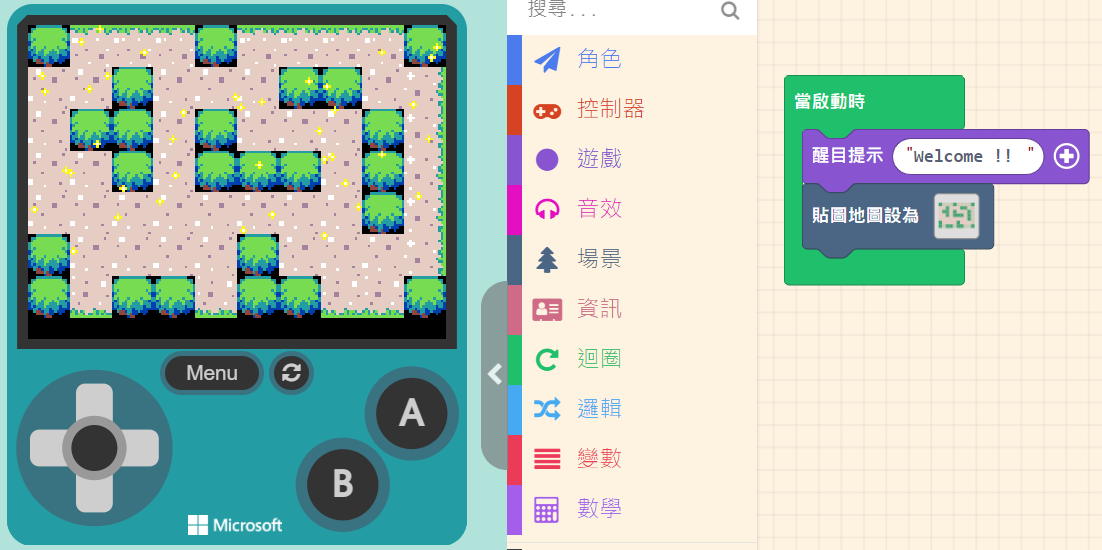 Menu
A
B
Microsoft
搜尋...
角色
控制器
遊戲
音效
場景
資訊
迴圈
邏輯
變數
數學
當啟動時
醒目提示 "Welcome !! "
貼圖地圖設為